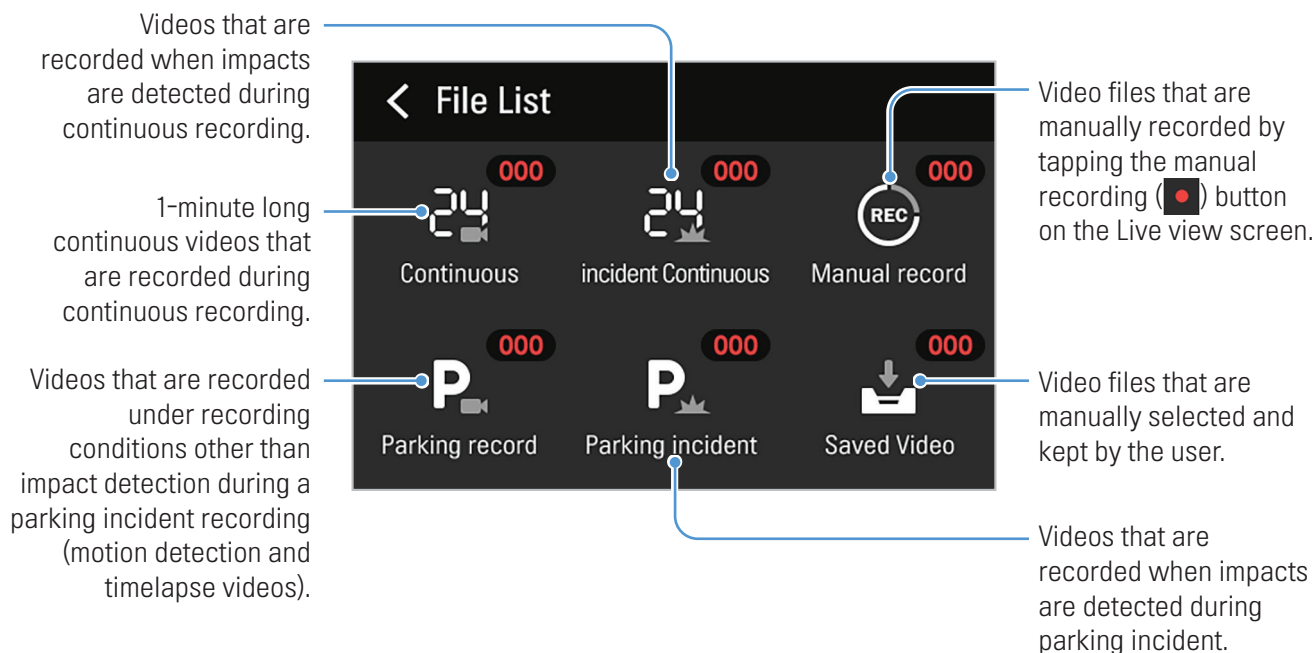 Videos that are
recorded when impacts
are detected during
continuous recording.
1-minute long
continuous videos that
are recorded during
continuous recording.
Videos that are recorded
under recording
conditions other than
impact detection during a
parking incident recording
(motion detection and
timelapse videos).
File List
000
000
000
24
24
REC
Continuous
incident Continuous
Manual record
000
000
000
P
P
Parking record
Parking incident
Saved Video
Video files that are
manually recorded by
tapping the manual
recording ( ) button
on the Live view screen.
Video files that are
manually selected and
kept by the user.
Videos that are
recorded when impacts
are detected during
parking incident.